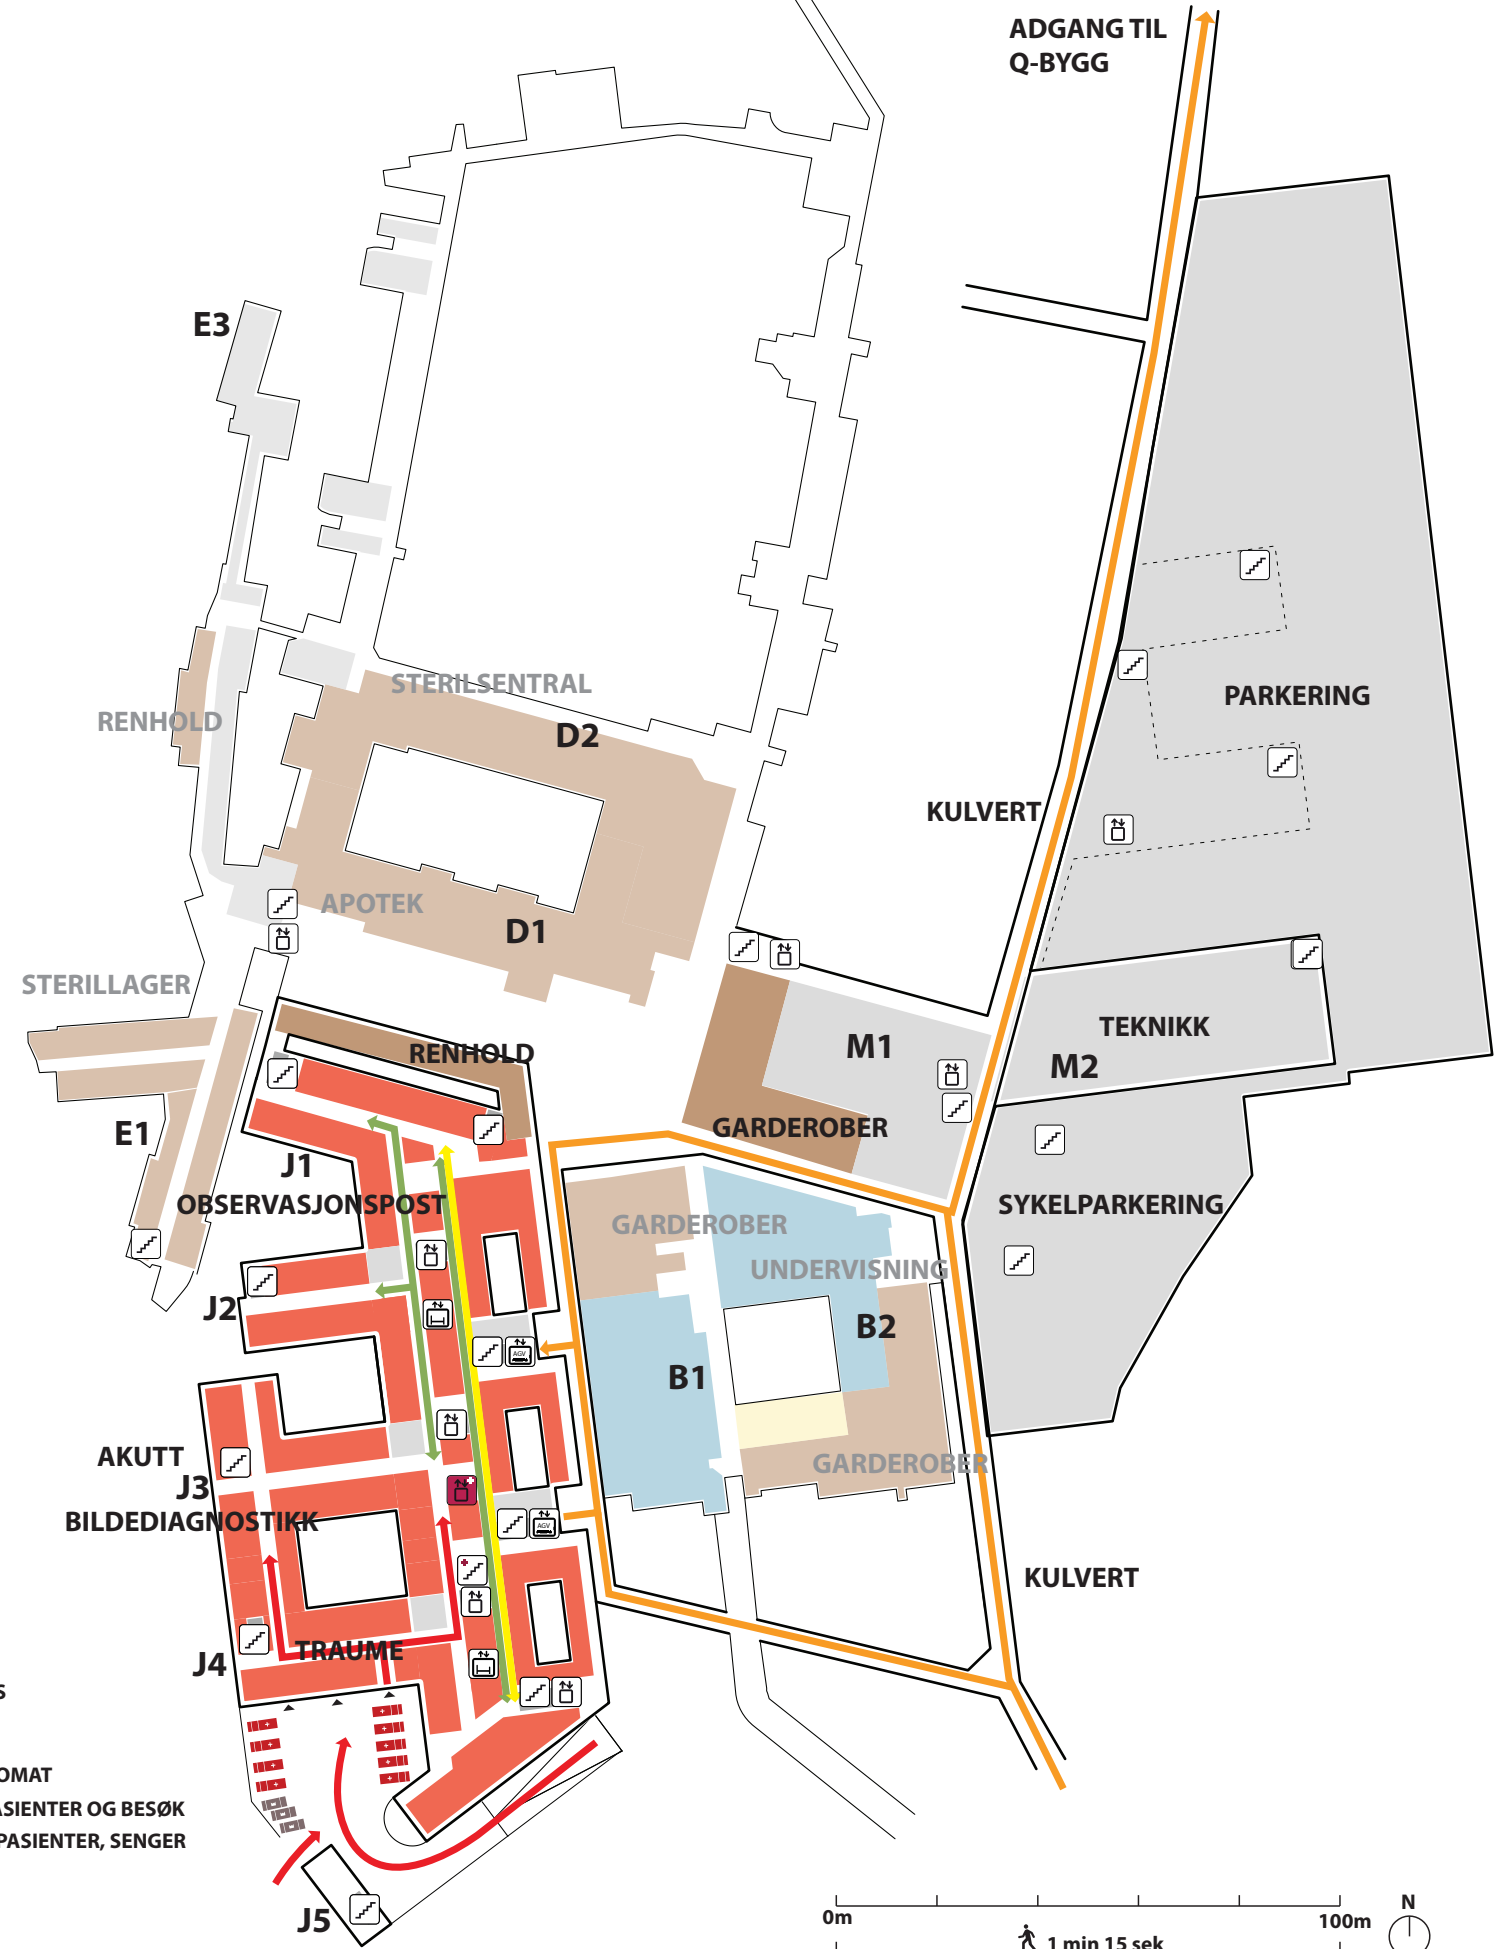 ADGANG TIL
Q-BYGG
E3
STERILSENTRAL
D2
RENHOLD
PARKERING
KULVERT
APOTEK
D1
STERILLAGER
RENHOLD
M1
TEKNIKK
M2
GARDEROBER
E1
J1
OBSERVASJONSPOST
SYKELPARKERING
GARDEROBER
UNDERVISNING
J2
B2
AGV
B1
AKUTT
J3
BILDEDIAGNOSTIKK
GARDEROBER
AGV
KULVERT
TRAUME
J4
S
OMAT
ASIENTER OG BESØK
PASIENTER, SENGER
J5
0m
100m
N
1 min 15 sek